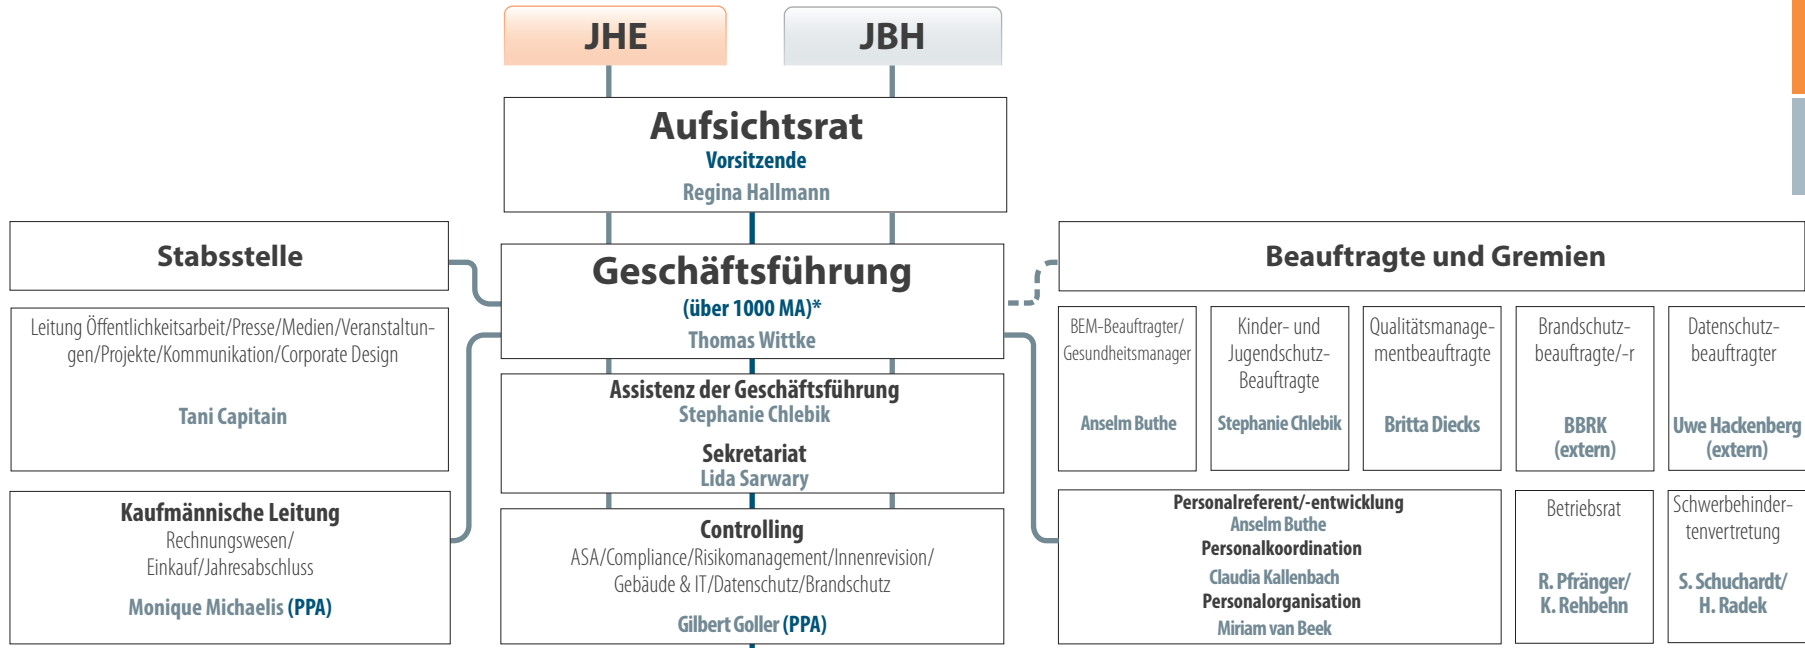 JHE
JBH
Aufsichtsrat
Vorsitzende
Regina Hallmann
Stabsstelle
Geschäftsführung
(über 1000 MA)*
Thomas Wittke
Beauftragte und Gremien
Leitung Öffentlichkeitsarbeit/Presse/Medien/Veranstaltun-
gen/Projekte/Kommunikation/Corporate Design
Tani Capitain
Assistenz der Geschäftsführung
Stephanie Chlebik
Sekretariat
Lida Sarwary
BEM-Beauftragter/
Gesundheitsmanager
Anselm Buthe
Kinder- und
Jugendschutz-
Beauftragte
Stephanie Chlebik
Qualitätsmanage-
mentbeauftragte
Britta Diecks
Brandschutz-
beauftragte/-r
BBRK
(extern)
Datenschutz-
beauftragter
Uwe Hackenberg
(extern)
Kaufmännische Leitung
Rechnungswesen/
Einkauf/Jahresabschluss
Monique Michaelis (PPA)
Controlling
ASA/Compliance/Risikomanagement/Innenrevision/
Gebäude & IT/Datenschutz/Brandschutz
Gilbert Goller (PPA)
Personalreferent/-entwicklung
Anselm Buthe
Personalkoordination
Claudia Kallenbach
Personalorganisation
Miriam van Beek
Betriebsrat
R. Pfränger/
K. Rehbehn
Schwerbehinder-
tenvertretung
S. Schuchardt/
H. Radek